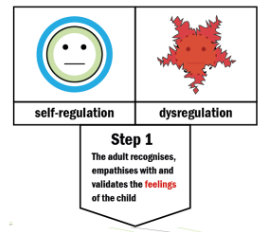 self-regulation dysregulation
Step 1
The adult recognises,
empathises with and
validates the feelings
of the child